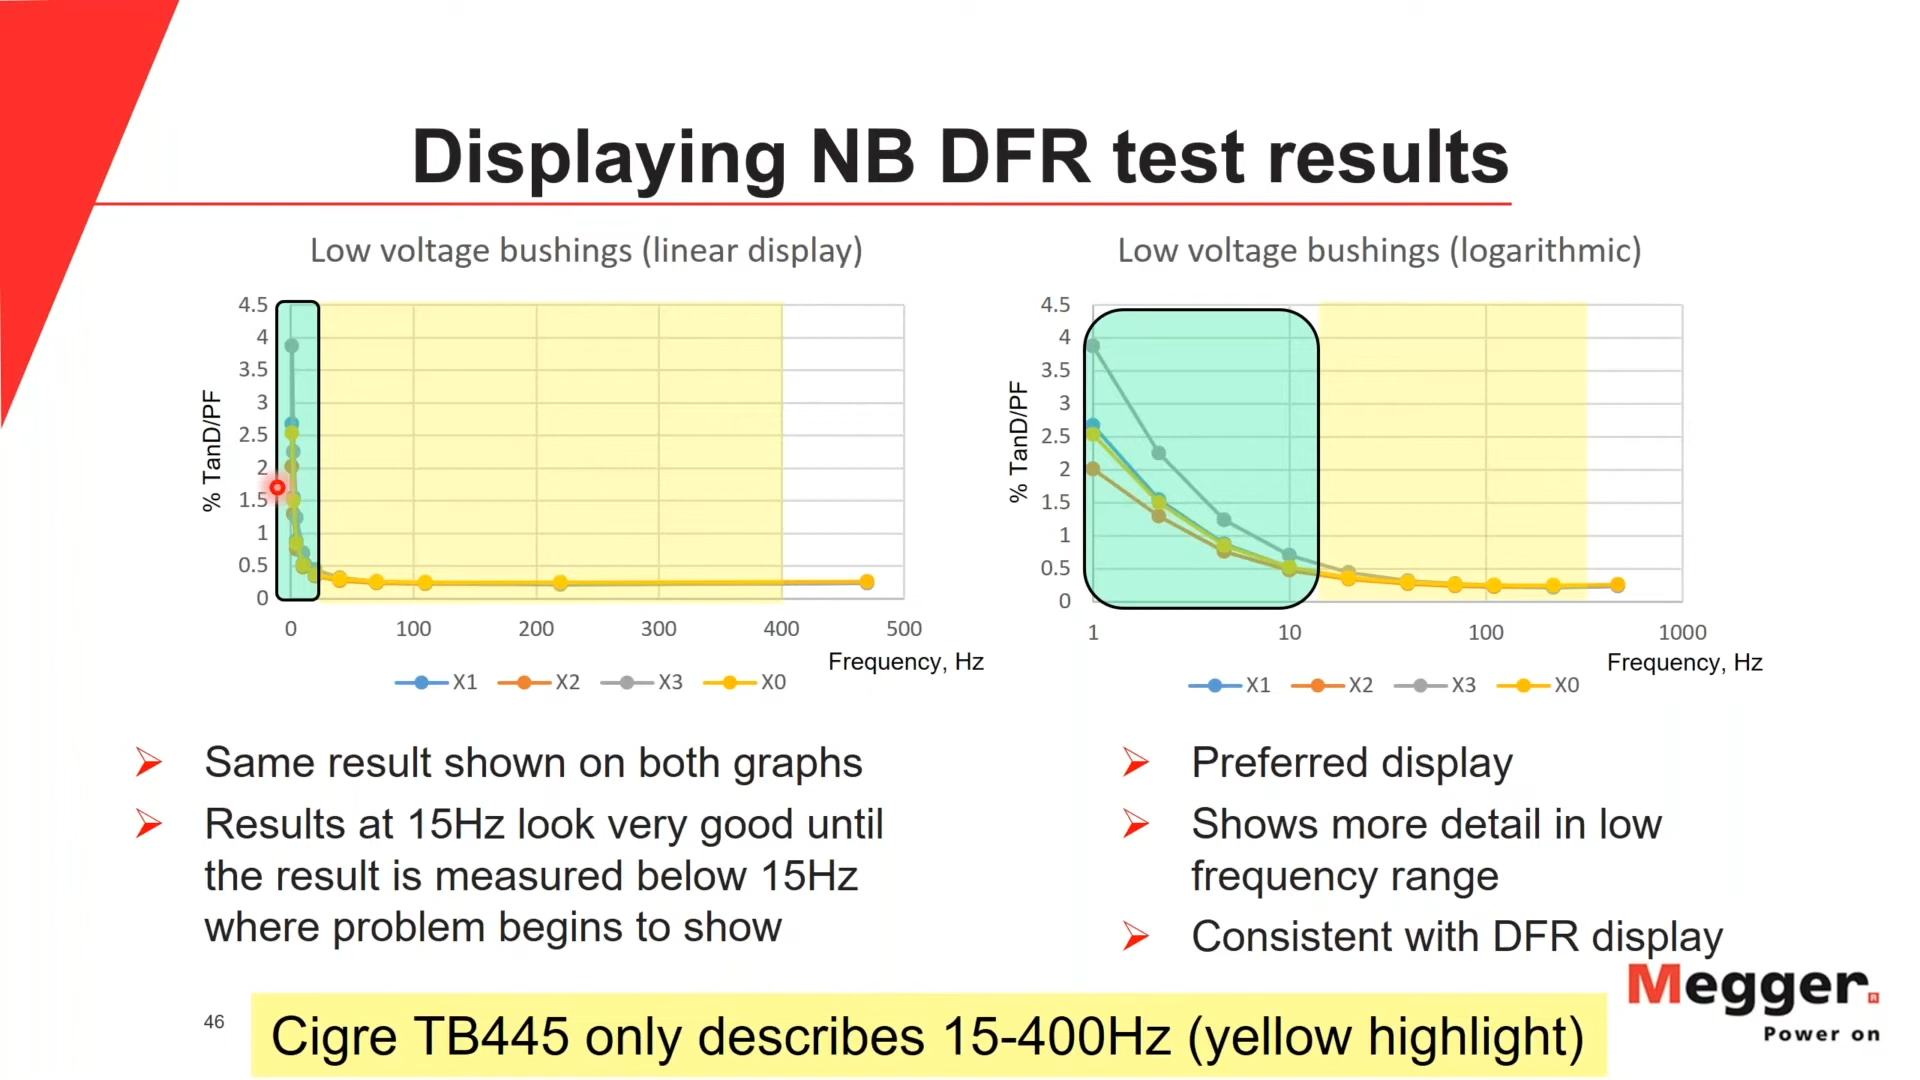 Displaying NB DFR test results
Low voltage bushings (linear display)
4.5
4
3.5
3
2.5
2
1.5
1
0.5
0
% TanD/PF
0 100 200 300 400 500
Frequency, Hz
X1 X2 X3 X0
Low voltage bushings (logarithmic)
4.5
4
3.5
3
2.5
2
1.5
1
0.5
0
% TanD/PF
1 10 100 1000
Frequency, Hz
X1 X2 X3 X0
Same result shown on both graphs
Results at 15Hz look very good until
the result is measured below 15Hz
where problem begins to show
Preferred display
Shows more detail in low
frequency range
Consistent with DFR display
46
Cigre TB445 only describes 15-400Hz (yellow highlight)
Megger.
Power on